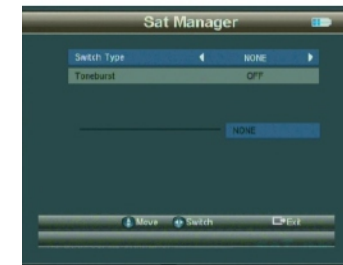 Sat Manager
Switch Type NONE
Toneburst OFF
NONE
Move Switch Exit